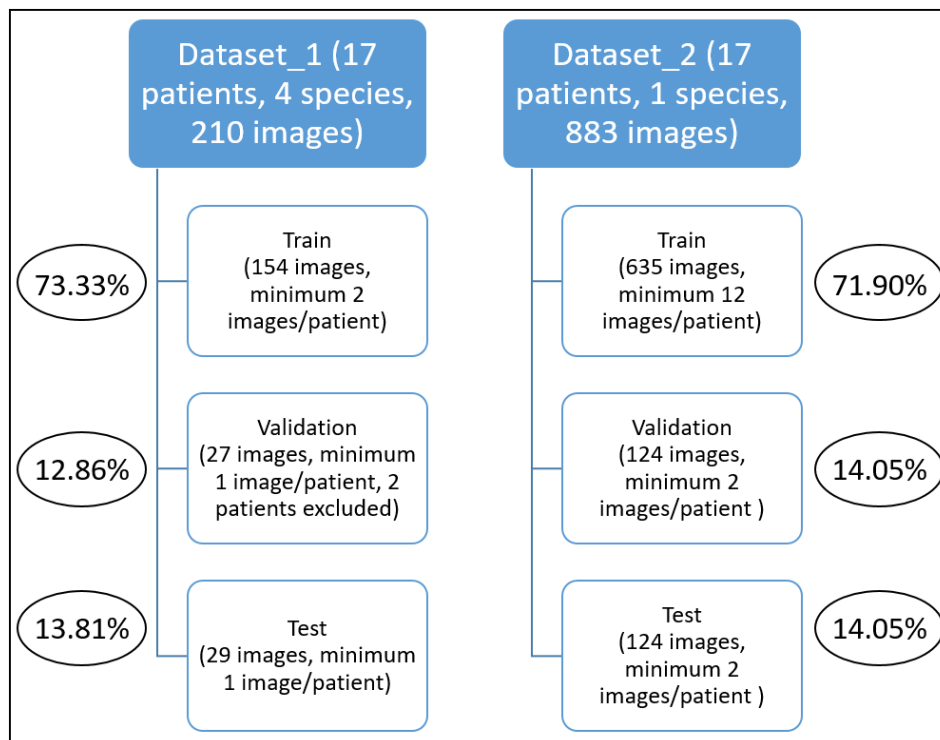 Dataset_1 (17
patients, 4 species,
210 images)
73.33%
Train
(154 images,
minimum 2
images/patient)
12.86%
Validation
(27 images, minimum
1 image/patient, 2
patients excluded)
13.81%
Test
(29 images, minimum
1 image/patient)
Dataset_2 (17
patients, 1 species,
883 images)
Train
(635 images,
minimum 12
images/patient)
71.90%
Validation
(124 images,
minimum 2
images/patient )
14.05%
Test
(124 images,
minimum 2
images/patient )
14.05%